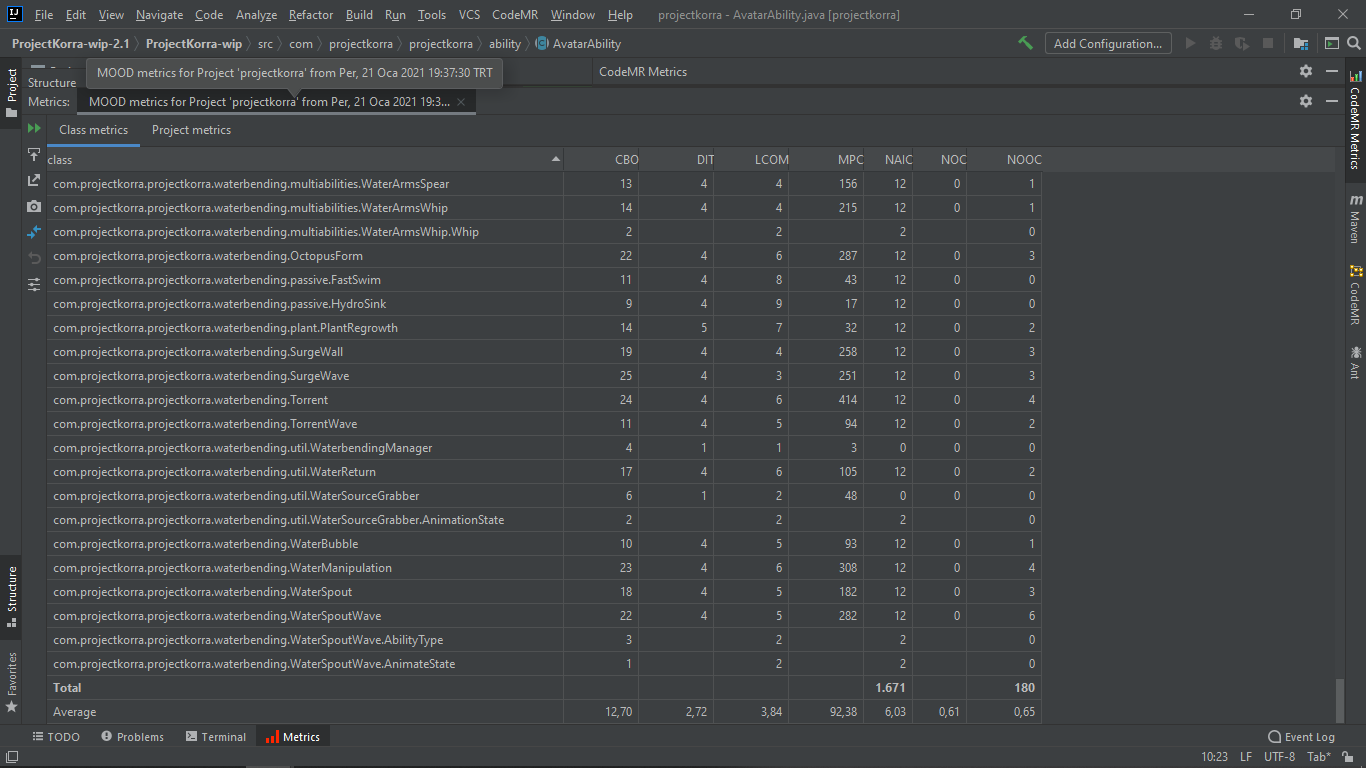 File Edit View Navigate Code Analyze Refactor Build Run Tools VCS CodeMR Window Help projectkorra - AvatarAbility.java [projectkorra]
ProjectKorra-wip-2.1 ProjectKorra-wip src com projectkorra projectkorra ability AvatarAbility Add Configuration...
MOOD metrics for Project 'projectkorra' from Per, 21 Oca 2021 19:37:30 TRT
CodeMR Metrics
Structure
Metrics: MOOD metrics for Project 'projectkorra' from Per, 21 Oca 2021 19:3...
Class metrics Project metrics
class CBO DIT LCOM MPC NAIC NOC NOOC
com.projectkorra.projectkorra.waterbending.multiabilities.WaterArmsSpear 13 4 4 156 12 0 1
com.projectkorra.projectkorra.waterbending.multiabilities.WaterArmsWhip 14 4 4 215 12 0 1
com.projectkorra.projectkorra.waterbending.multiabilities.WaterArmsWhip.Whip 2 2 2 0
com.projectkorra.projectkorra.waterbending.OctopusForm 22 4 6 287 12 0 3
com.projectkorra.projectkorra.waterbending.passive.FastSwim 11 4 8 43 12 0 0
com.projectkorra.projectkorra.waterbending.passive.HydroSink 9 4 9 17 12 0 0
com.projectkorra.projectkorra.waterbending.plant.PlantRegrowth 14 5 7 32 12 0 2
com.projectkorra.projectkorra.waterbending.SurgeWall 19 4 4 258 12 0 3
com.projectkorra.projectkorra.waterbending.SurgeWave 25 4 3 251 12 0 3
com.projectkorra.projectkorra.waterbending.Torrent 24 4 6 414 12 0 4
com.projectkorra.projectkorra.waterbending.TorrentWave 11 4 5 94 12 0 2
com.projectkorra.projectkorra.waterbending.util.WaterbendingManager 4 1 1 3 0 0 0
com.projectkorra.projectkorra.waterbending.util.WaterReturn 17 4 6 105 12 0 2
com.projectkorra.projectkorra.waterbending.util.WaterSourceGrabber 6 1 2 48 0 0 0
com.projectkorra.projectkorra.waterbending.util.WaterSourceGrabber.AnimationState 2 2 2 0
com.projectkorra.projectkorra.waterbending.WaterBubble 10 4 5 93 12 0 1
com.projectkorra.projectkorra.waterbending.WaterManipulation 23 4 6 308 12 0 4
com.projectkorra.projectkorra.waterbending.WaterSpout 18 4 5 182 12 0 3
com.projectkorra.projectkorra.waterbending.WaterSpoutWave 22 4 5 282 12 0 6
com.projectkorra.projectkorra.waterbending.WaterSpoutWave.AbilityType 3 2 2 0
com.projectkorra.projectkorra.waterbending.WaterSpoutWave.AnimateState 1 2 2 0
Total 1.671 180
Average 12,70 2,72 3,84 92,38 6,03 0,61 0,65
TODO Problems Terminal Metrics Event Log
10:23 LF UTF-8 Tab*
Project
Structure
Favorites
CodeMR Metrics
m Maven
CodeMR
Ant